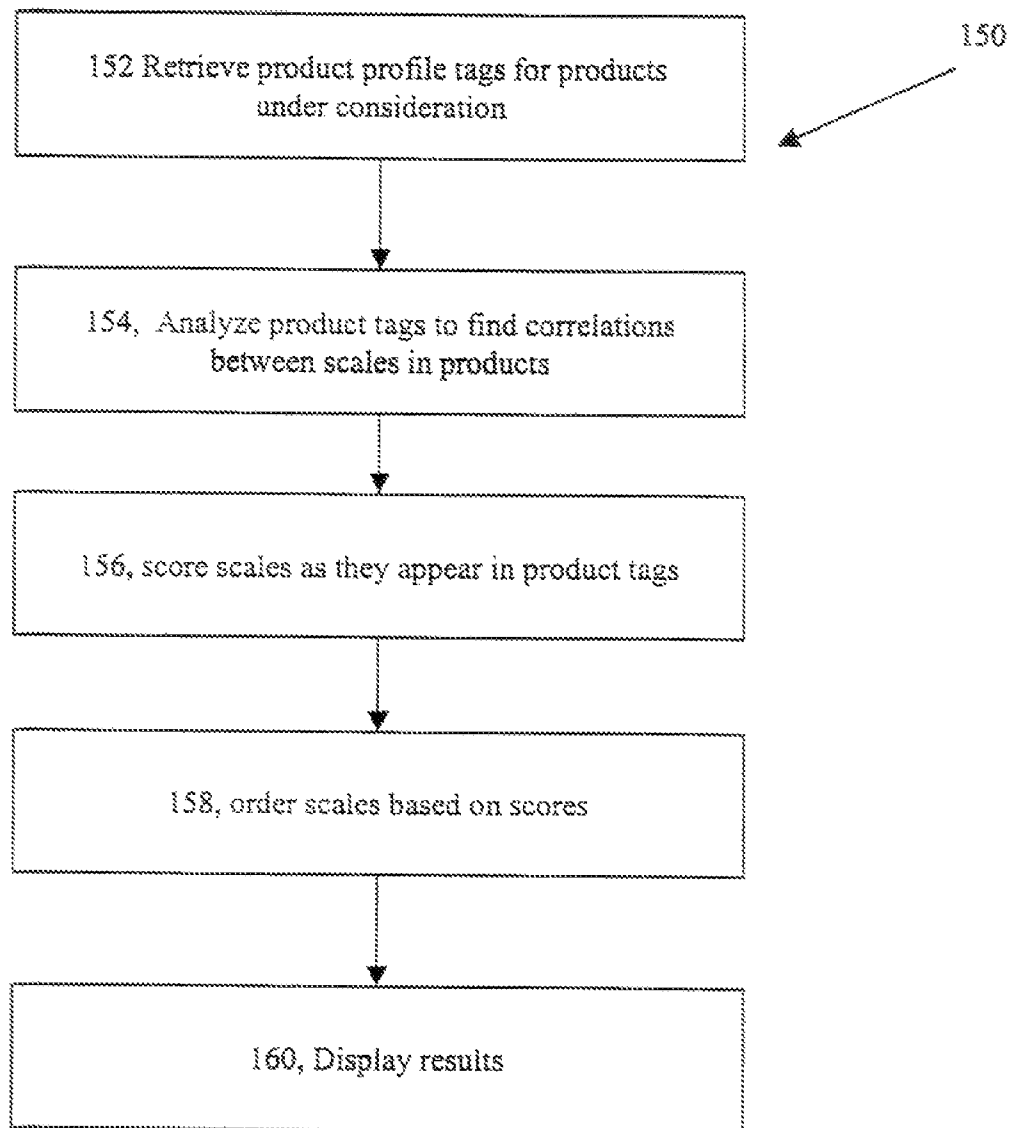 150
152 Retrieve product profile tags for products
under consideration
154, Analyze product tags to find correlations
between scales in products
156, score scales as they appear in product tags
158, order scales based on scores
160, Display results